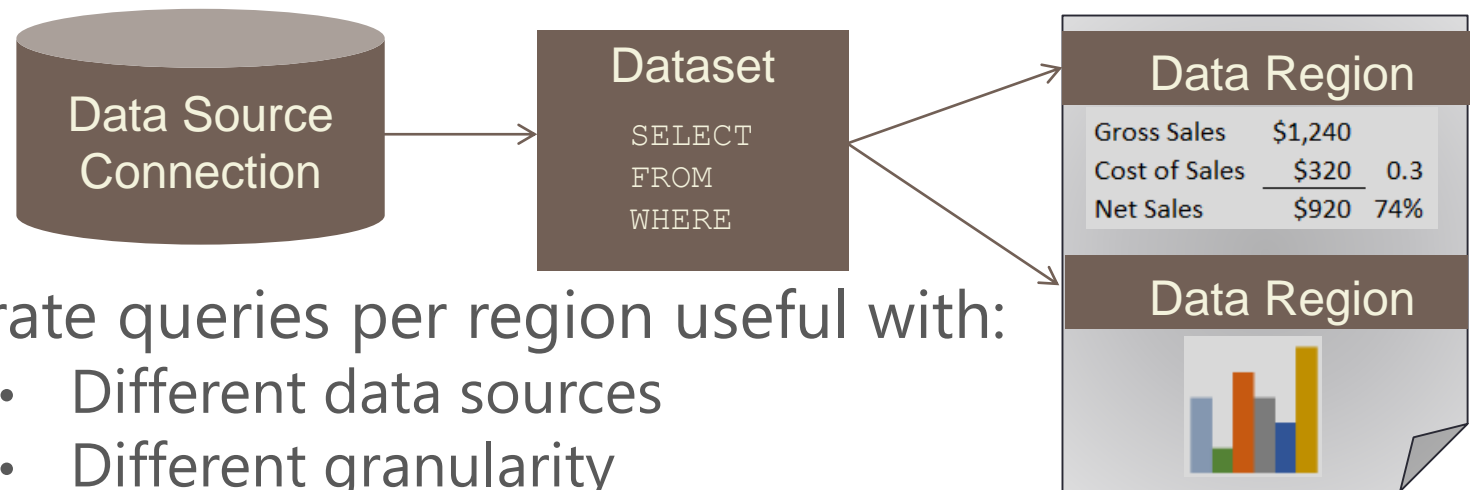 Data Source
Connection
Dataset
SELECT
FROM
WHERE
Data Region
Gross Sales $1,240
Cost of Sales $320 0.3
Net Sales $920 74%
Data Region
rate queries per region useful with:
• Different data sources
• Different granularity